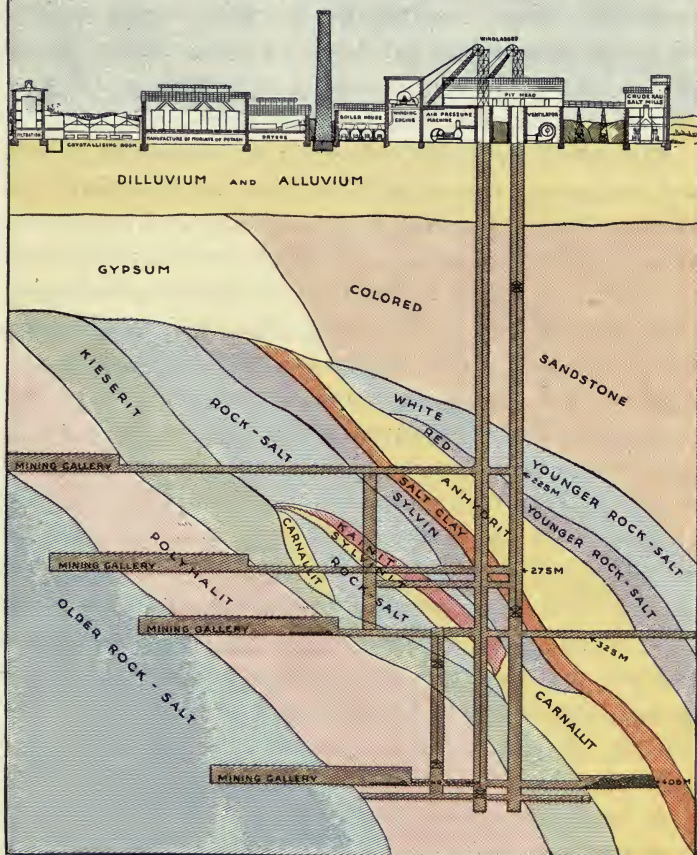 WINDLASSES
PIT HEAD
CRUDE KALI
SALT MILLS
FILTRATION
BOILER HOUSE
WINDING
ENGINE
AIR PRESSURE
MACHINE
VENTILATOR
MANUFACTURE OF MURIATE OF POTASH
DRYERS
CRYSTALLISING ROOM
DILLUVIUM AND ALLUVIUM
GYPSUM
COLORED
SANDSTONE
KIESERIT
ROCK-SALT
WHITE
YOUNGER ROCK-SALT
RED
YOUNGER ROCK-SALT
MINING GALLERY
225M
SALT CLAY
ANHYDRIT
SYLVIN
POLYHALIT
CARNALLIT
KAINIT
SYLVINIT
ROCK-SALT
MINING GALLERY
275M
OLDER ROCK-SALT
MINING GALLERY
325M
CARNALLIT
MINING GALLERY
405M